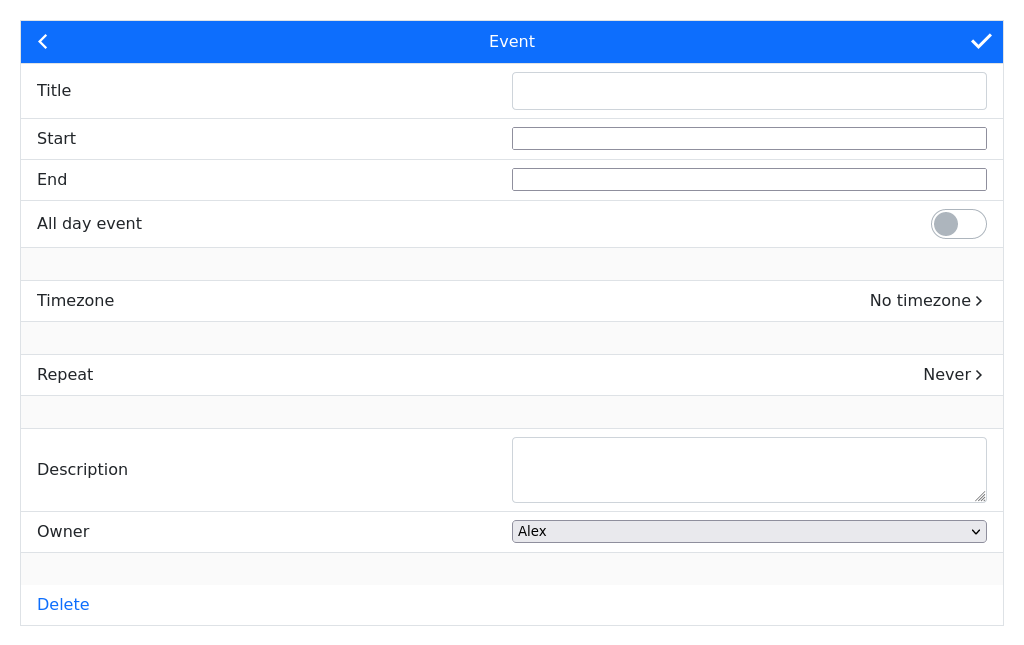 Event
Title
Start
End
All day event
Timezone No timezone
Repeat Never
Description
Owner Alex
Delete